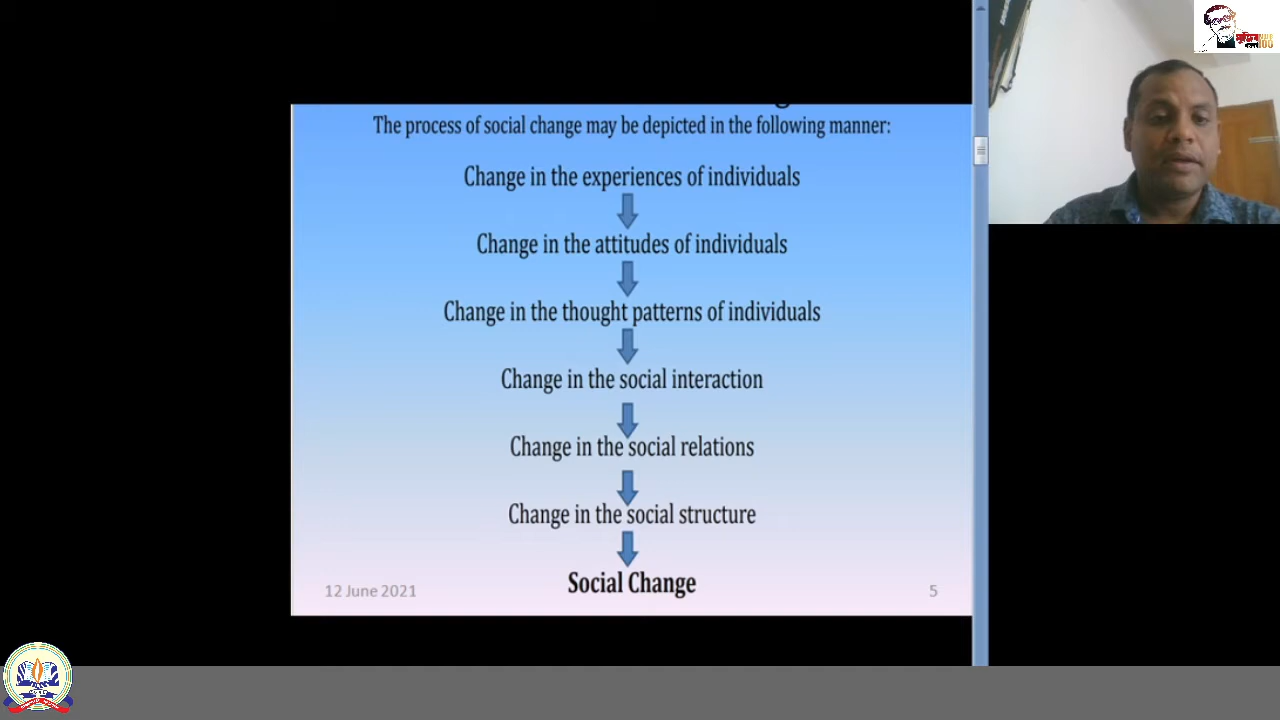 The process of social change may be depicted in the following manner:
Change in the experiences of individuals
Change in the attitudes of individuals
Change in the thought patterns of individuals
Change in the social interaction
Change in the social relations
Change in the social structure
Social Change
12 June 2021
5